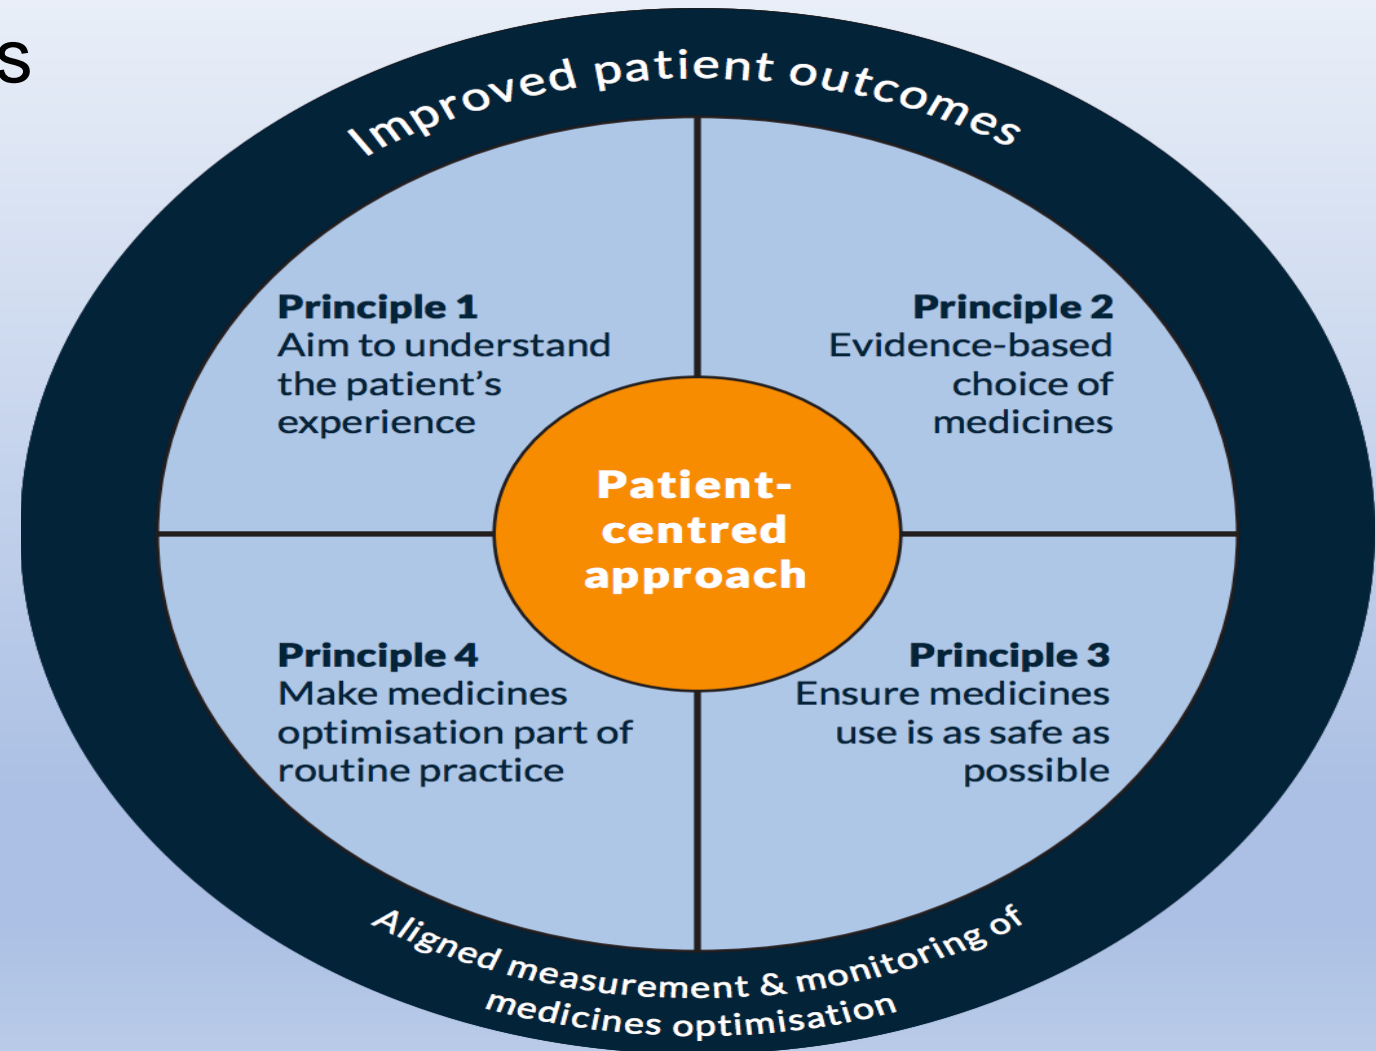 s
Improved patient outcomes
Principle 1
Aim to understand
the patient’s
experience
Principle 2
Evidence-based
choice of
medicines
Patient-
centred
approach
Principle 4
Make medicines
optimisation part of
routine practice
Principle 3
Ensure medicines
use is as safe as
possible
Aligned measurement & monitoring of
medicines optimisation